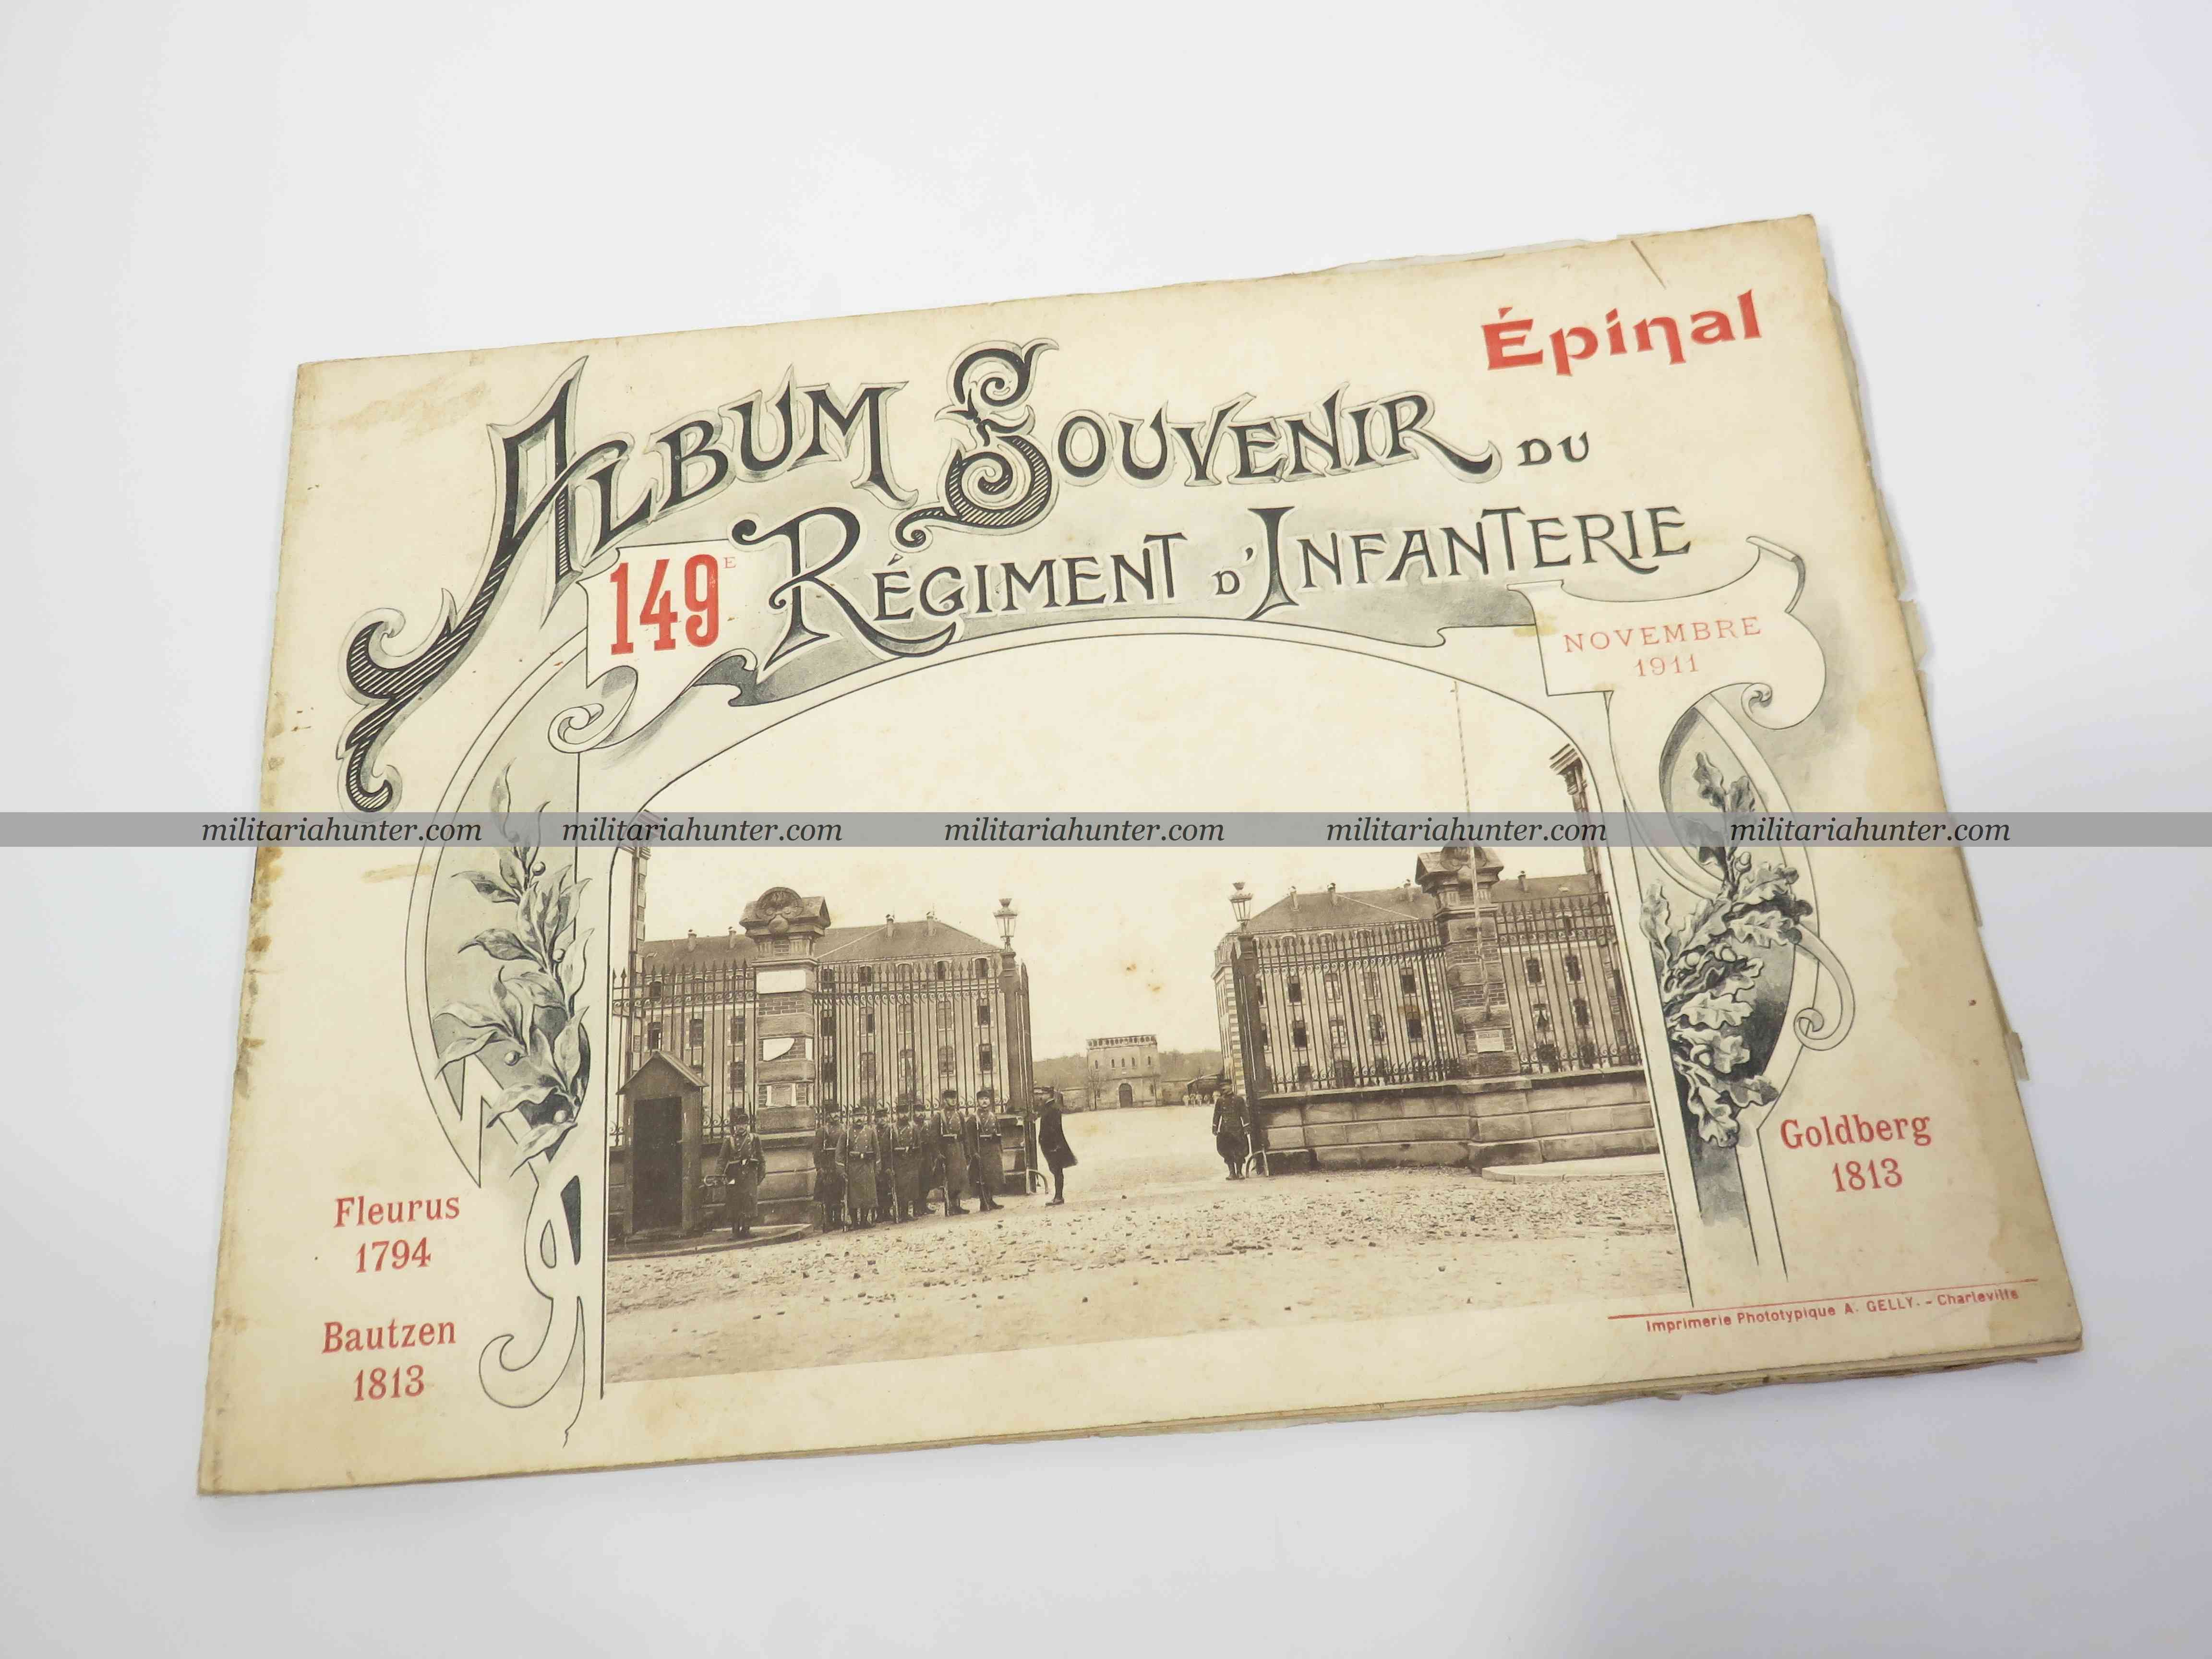 Épinal
ALBUM SOUVENIR DU
149E RÉGIMENT D'INFANTERIE
NOVEMBRE
1911
militariahunter.com militariahunter.com militariahunter.com militariahunter.com militariahunter.com
Fleurus
1794
Bautzen
1813
Goldberg
1813
Imprimerie Phototypique A. GELLY. - Charleville